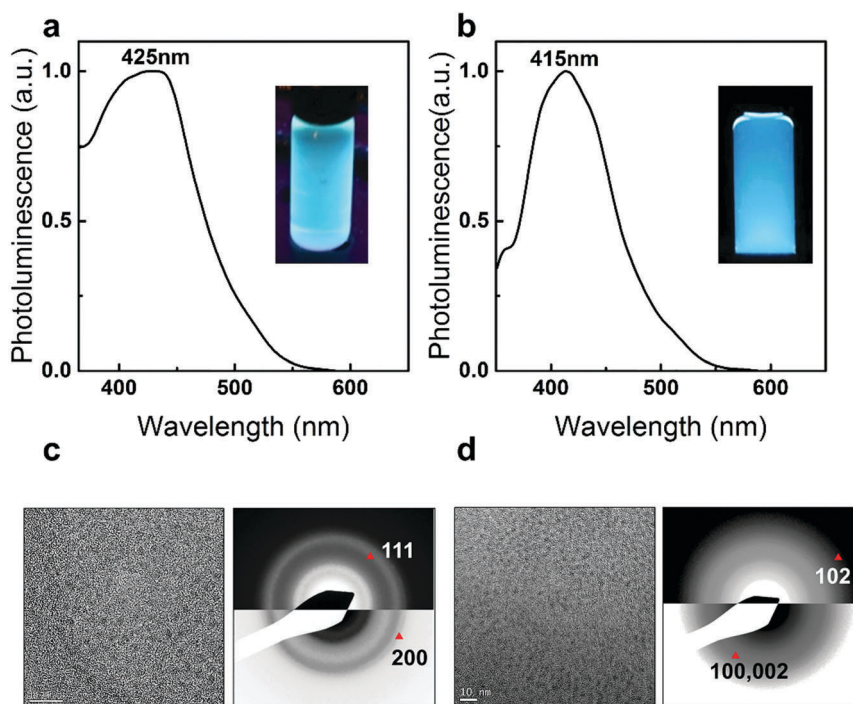 a
425nm
Photoluminescence (a.u.)
1.0
0.5
0.0
400
500
600
Wavelength (nm)
b
415nm
Photoluminescence(a.u.)
1.0
0.5
0.0
400
500
600
Wavelength (nm)
c
111
200
d
10 nm
102
100,002